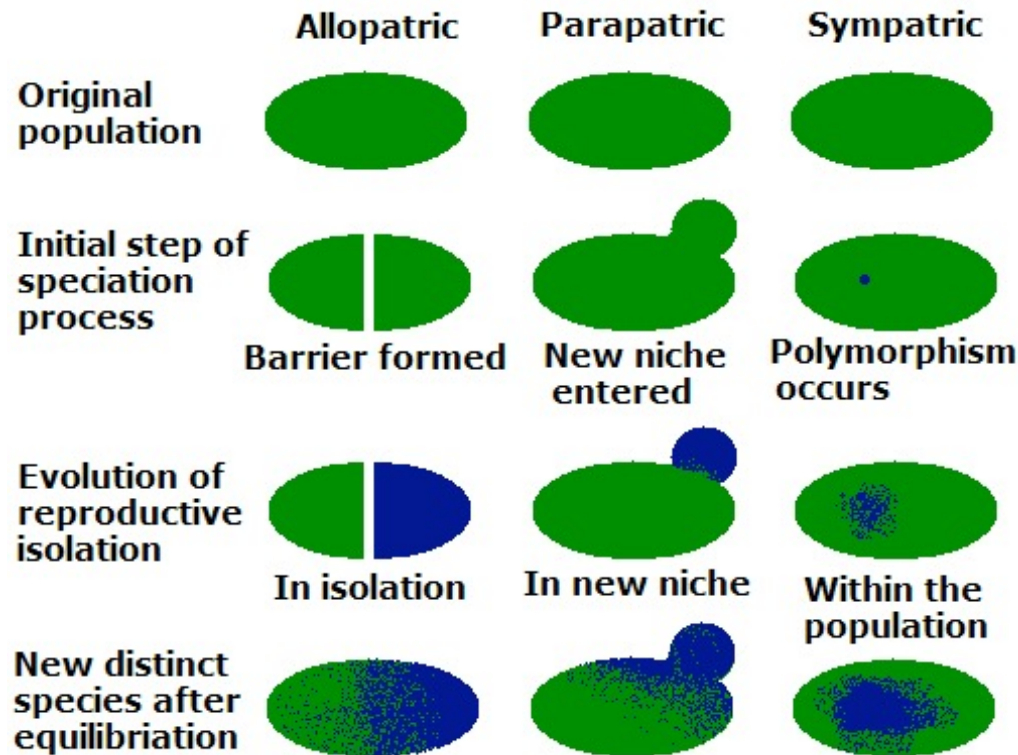 Allopatric Parapatric Sympatric
Original
population
Initial step of
speciation
process
Barrier formed
New niche
entered
Polymorphism
occurs
Evolution of
reproductive
isolation
In isolation
In new niche
Within the
population
New distinct
species after
equilibriation